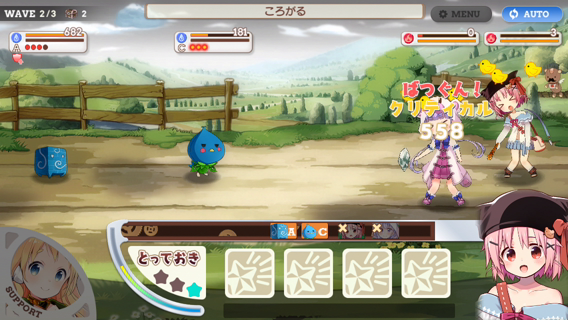 WAVE 2/3
2
ころがる
MENU
AUTO
682
A
181
C
0
3
ばつぐん!
クリティカル
558
A
C
とっておき
SUPPORT